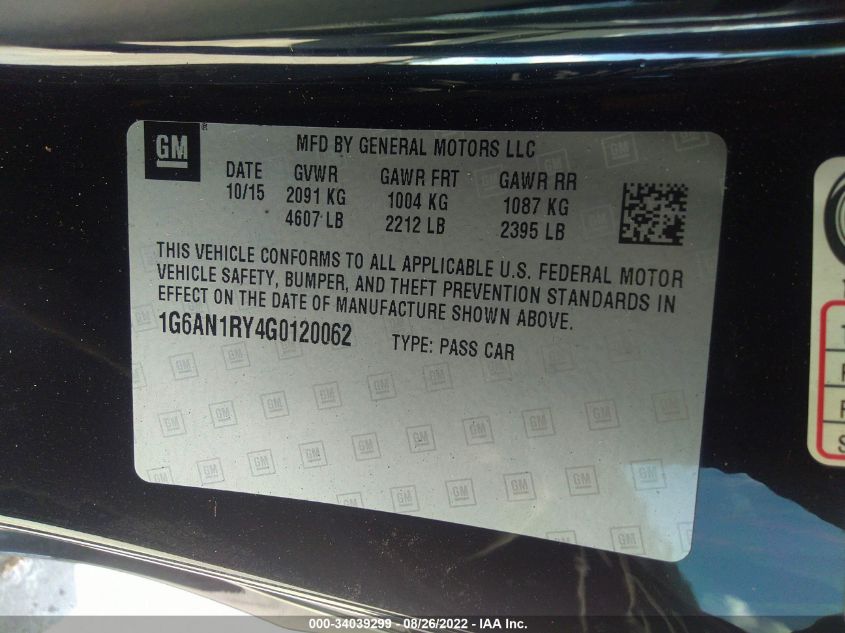 GM
MFD BY GENERAL MOTORS LLC
DATE GVWR GAWR FRT GAWR RR
10/15 2091 KG 1004 KG 1087 KG
4607 LB 2212 LB 2395 LB
THIS VEHICLE CONFORMS TO ALL APPLICABLE U.S. FEDERAL MOTOR
VEHICLE SAFETY, BUMPER, AND THEFT PREVENTION STANDARDS IN
EFFECT ON THE DATE OF MANUFACTURE SHOWN ABOVE.
1G6AN1RY4G0120062 TYPE: PASS CAR
000-34039299 - 08/26/2022 - IAA Inc.